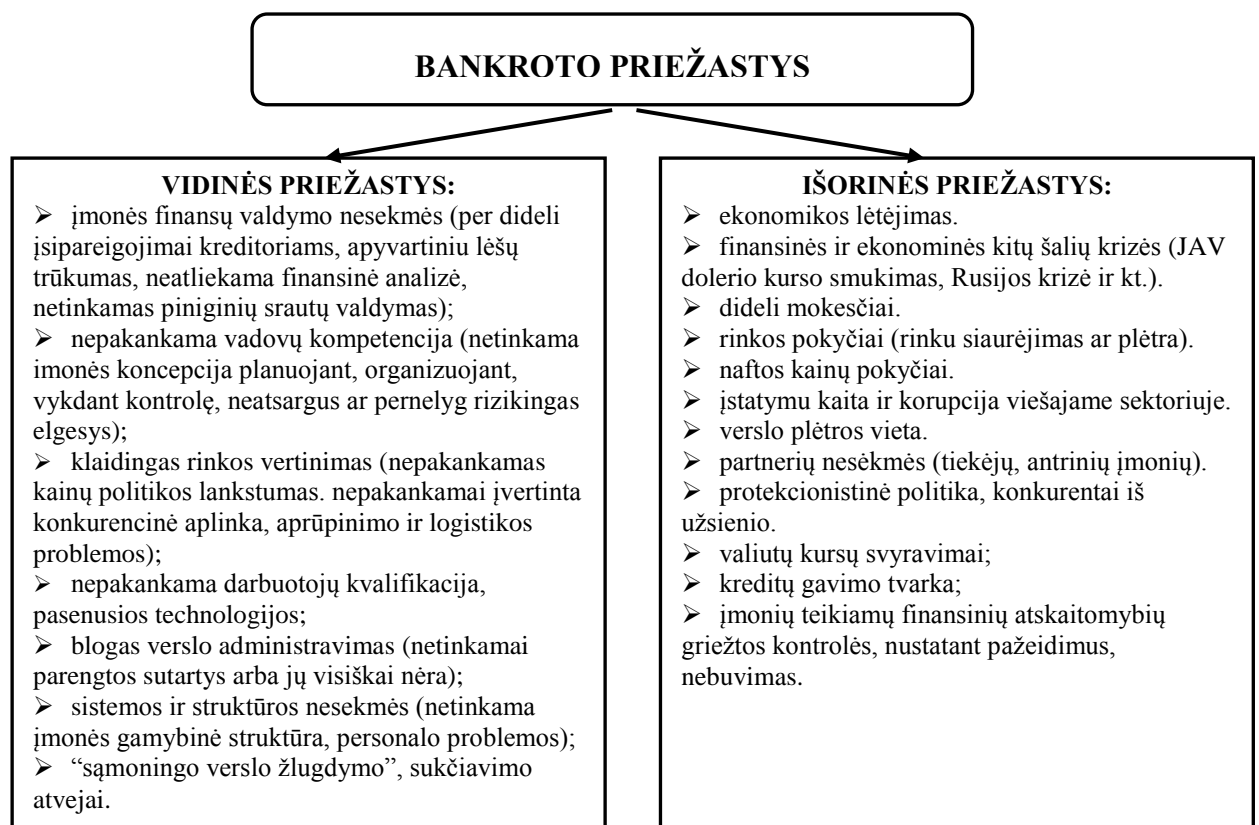 BANKROTO PRIEŽASTYS
VIDINĖS PRIEŽASTYS:
➢ įmonės finansų valdymo nesekmės (per dideli
įsipareigojimai kreditoriams, apyvartiniu lėšų
trūkumas, neatliekama finansinė analizė,
netinkamas piniginių srautų valdymas);
➢ nepakankama vadovų kompetencija (netinkama
imonės koncepcija planuojant, organizuojant,
vykdant kontrolę, neatsargus ar pernelyg rizikingas
elgesys);
➢ klaidingas rinkos vertinimas (nepakankamas
kainų politikos lankstumas. nepakankamai įvertinta
konkurencinė aplinka, aprūpinimo ir logistikos
problemos);
➢ nepakankama darbuotojų kvalifikacija,
pasenusios technologijos;
➢ blogas verslo administravimas (netinkamai
parengtos sutartys arba jų visiškai nėra);
➢ sistemos ir struktūros nesekmės (netinkama
įmonės gamybinė struktūra, personalo problemos);
➢ “sąmoningo verslo žlugdymo”, sukčiavimo
atvejai.
IŠORINĖS PRIEŽASTYS:
➢ ekonomikos lėtėjimas.
➢ finansinės ir ekonominės kitų šalių krizės (JAV
dolerio kurso smukimas, Rusijos krizė ir kt.).
➢ dideli mokesčiai.
➢ rinkos pokyčiai (rinku siaurėjimas ar plėtra).
➢ naftos kainų pokyčiai.
➢ įstatymu kaita ir korupcija viešajame sektoriuje.
➢ verslo plėtros vieta.
➢ partnerių nesėkmės (tiekėjų, antrinių įmonių).
➢ protekcionistinė politika, konkurentai iš
užsienio.
➢ valiutų kursų svyravimai;
➢ kreditų gavimo tvarka;
➢ įmonių teikiamų finansinių atskaitomybių
griežtos kontrolės, nustatant pažeidimus,
nebuvimas.